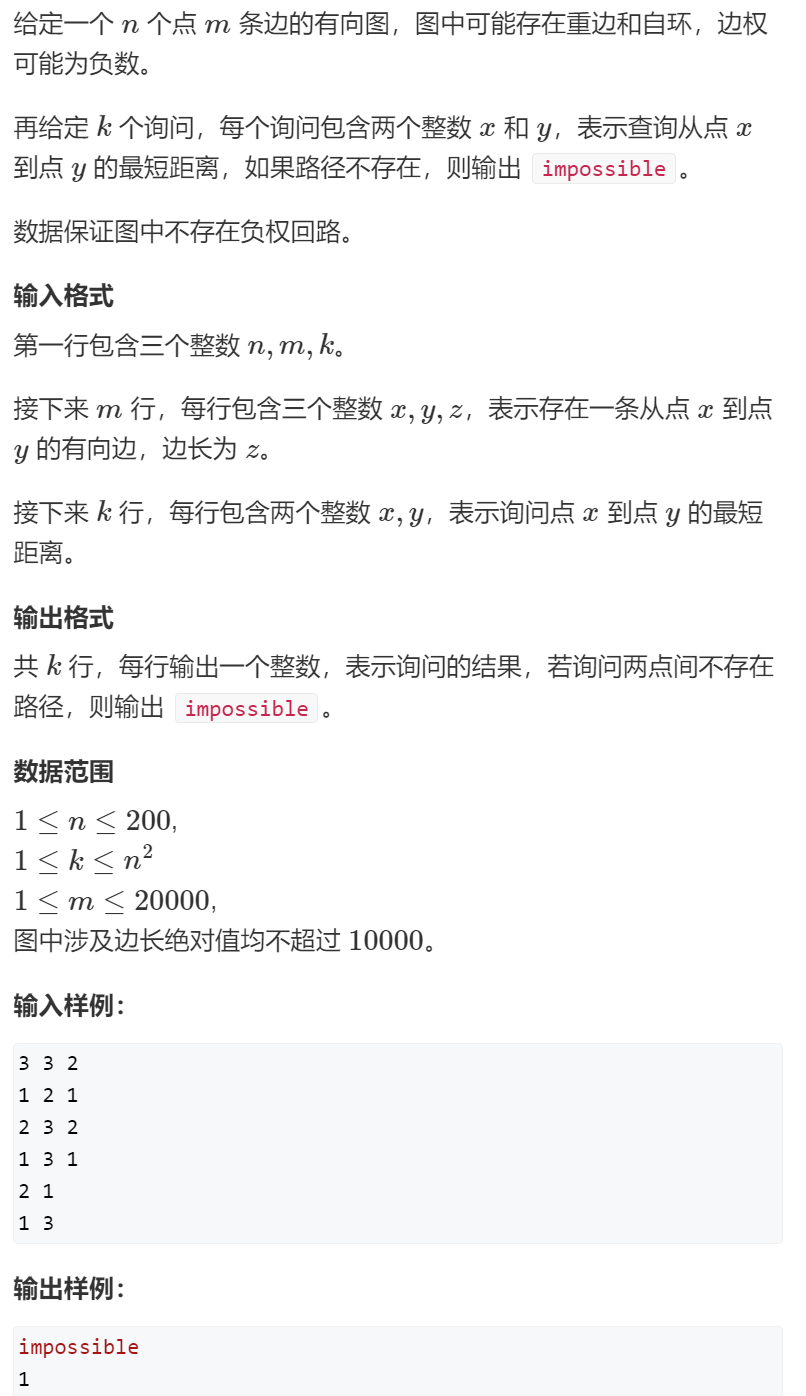 给定一个 n 个点 m 条边的有向图，图中可能存在重边和自环，边权
可能为负数。
再给定 k 个询问，每个询问包含两个整数 x 和 y，表示查询从点 x
到点 y 的最短距离，如果路径不存在，则输出 impossible。
数据保证图中不存在负权回路。
输入格式
第一行包含三个整数 n, m, k。
接下来 m 行，每行包含三个整数 x, y, z，表示存在一条从点 x 到点
y 的有向边，边长为 z。
接下来 k 行，每行包含两个整数 x, y，表示询问点 x 到点 y 的最短
距离。
输出格式
共 k 行，每行输出一个整数，表示询问的结果，若询问两点间不存在
路径，则输出 impossible。
数据范围
1 ≤ n ≤ 200,
1 ≤ k ≤ n²
1 ≤ m ≤ 20000,
图中涉及边长绝对值均不超过 10000。
输入样例：
3 3 2
1 2 1
2 3 2
1 3 1
2 1
1 3
输出样例：
impossible
1